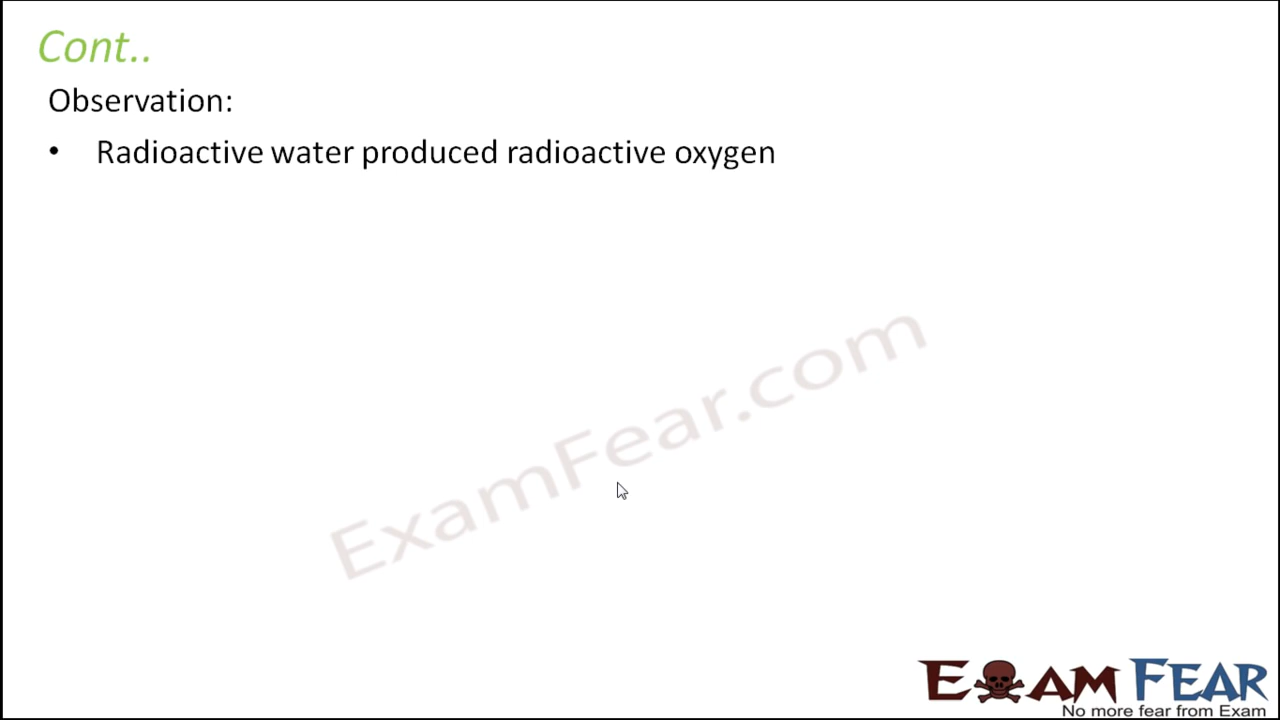 Cont..
Observation:
• Radioactive water produced radioactive oxygen
ExamFear.com
EXAM FEAR
No more fear from Exam